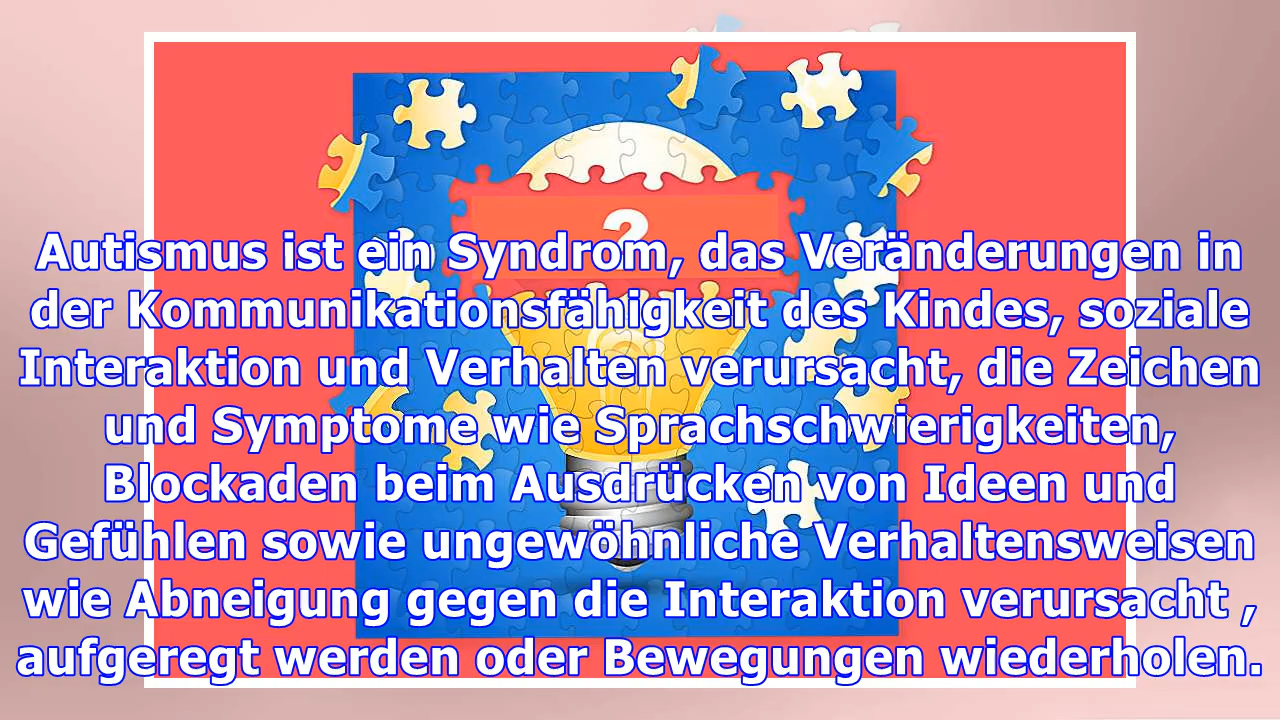 ?
Autismus ist ein Syndrom, das Veränderungen in
der Kommunikationsfähigkeit des Kindes, soziale
Interaktion und Verhalten verursacht, die Zeichen
und Symptome wie Sprachschwierigkeiten,
Blockaden beim Ausdrücken von Ideen und
Gefühlen sowie ungewöhnliche Verhaltensweisen
wie Abneigung gegen die Interaktion verursacht ,
aufgeregt werden oder Bewegungen wiederholen.